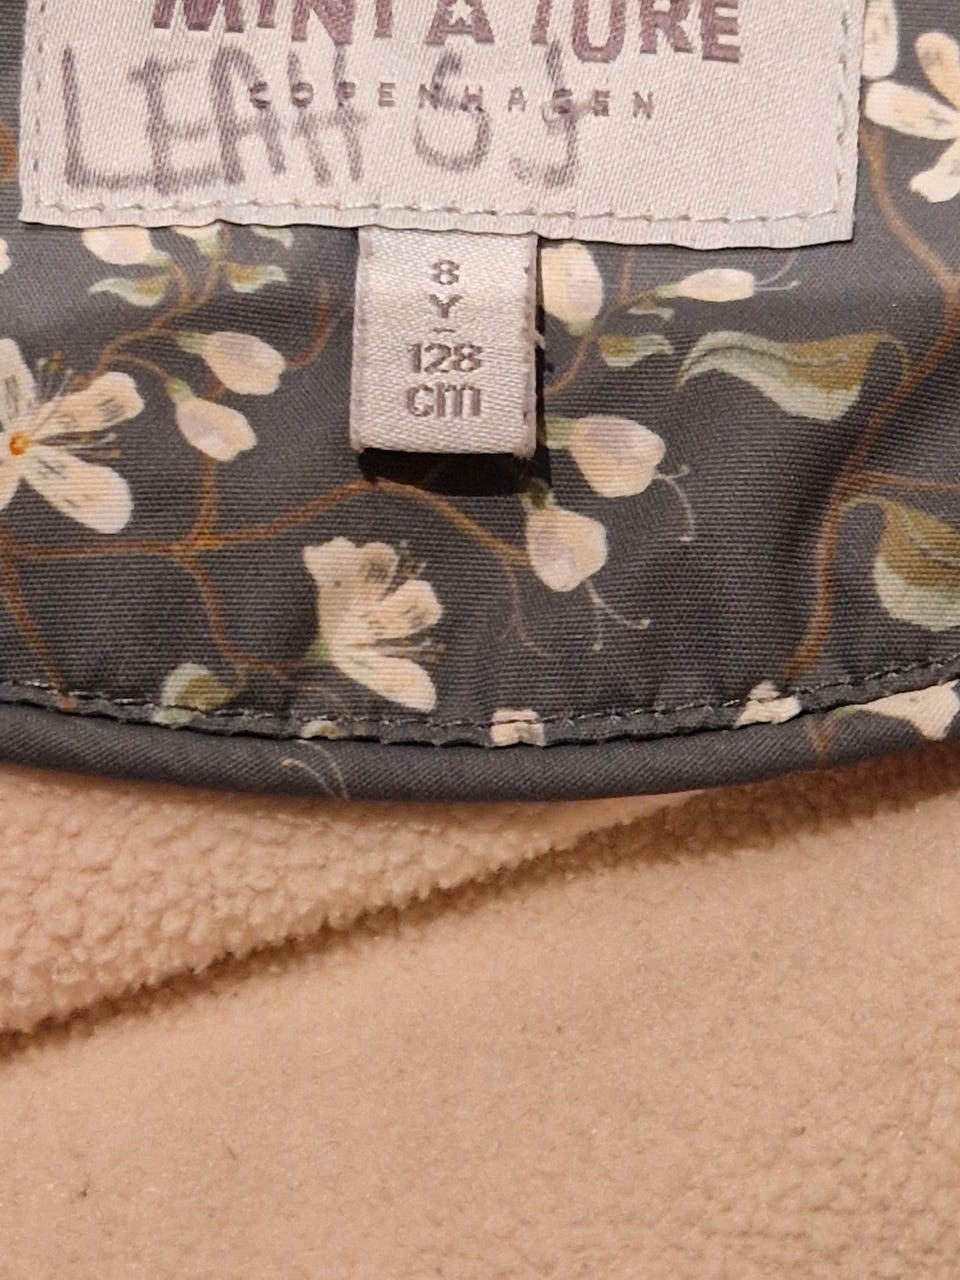 MINI A TURE
COPENHAGEN
LEAH S J
8
Y
-
128
cm